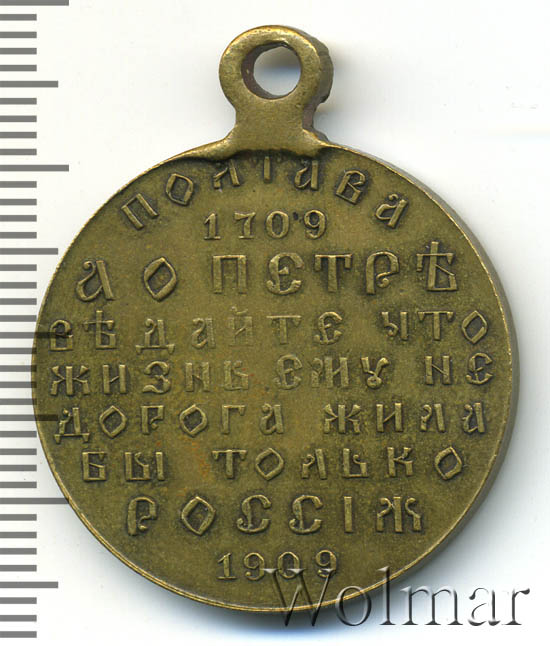 ПОЛТАВА
1709
А О ПЕТРѢ
ВѢДАЙТЕ ЧТО
ЖИЗНЬ ЕМУ НЕ
ДОРОГА ЖИЛА
БЫ ТОЛЬКО
РОССІЯ
1909
Wolmar